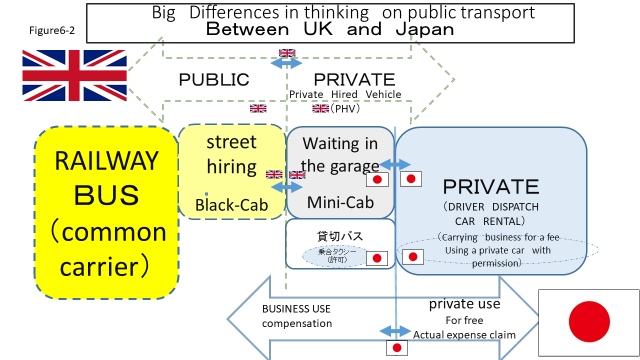 Big Differences in thinking on public transport
Between UK and Japan
Figure6-2
PUBLIC
PRIVATE
Private Hired Vehicle
(PHV)
RAILWAY
BUS
(common
carrier)
street
hiring
Black-Cab
Waiting in
the garage
Mini-Cab
PRIVATE
(DRIVER DISPATCH
CAR RENTAL)
(Carrying business for a fee
Using a private car with
permission)
貸切バス
乗合タクシー
(許可)
BUSINESS USE
compensation
private use
For free
Actual expense claim